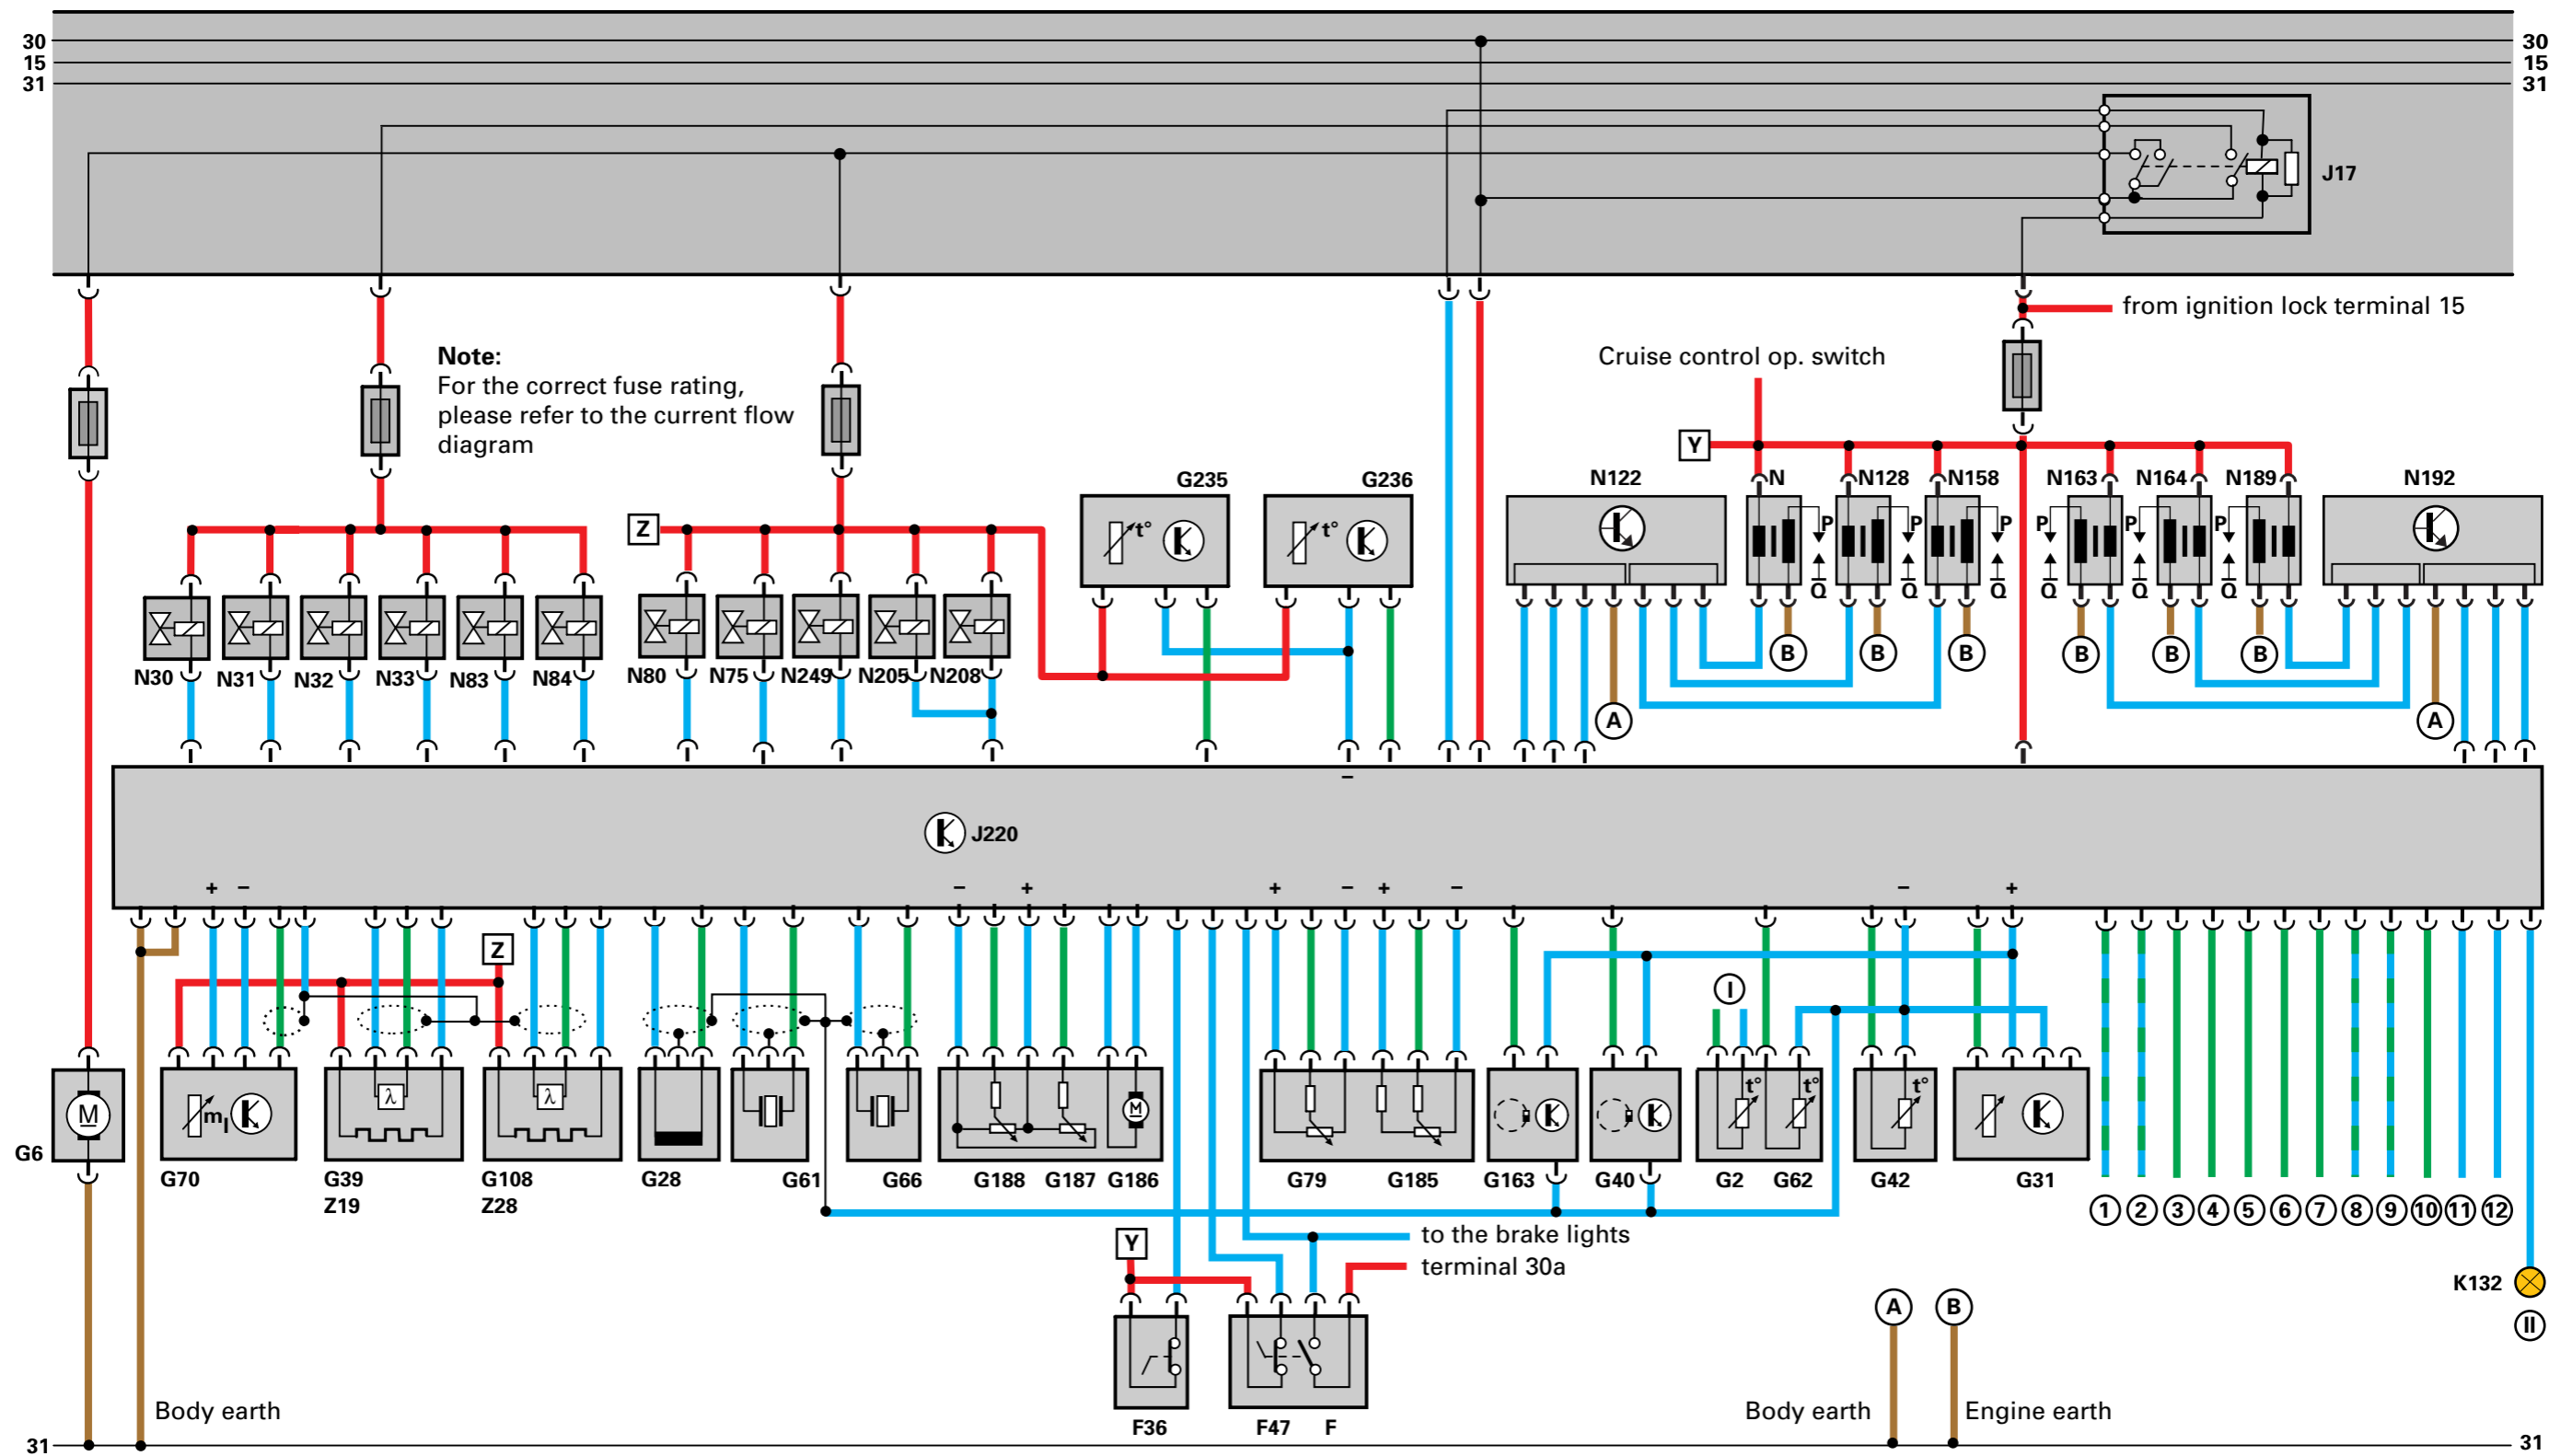 30 30
15 15
31 31
J17
from ignition lock terminal 15
Note:
For the correct fuse rating,
please refer to the current flow
diagram
Cruise control op. switch
Y
G235 G236 N122 N N128 N158 N163 N164 N189 N192
Z
t° t°
P P P P P P
Q Q Q Q Q Q
B B B B B B
N30 N31 N32 N33 N83 N84 N80 N75 N249 N205 N208
A A
–
J220
+ – – + + – + – – +
Z
I
M
mI
λ λ
M
t° t° t°
G6
G70 G39 G108 G28 G61 G66 G188 G187 G186 G79 G185 G163 G40 G2 G62 G42 G31
Z19 Z28
1 2 3 4 5 6 7 8 9 10 11 12
to the brake lights
Y
terminal 30a
K132
A B
II
Body earth
Body earth
Engine earth
F36 F47 F
31 31